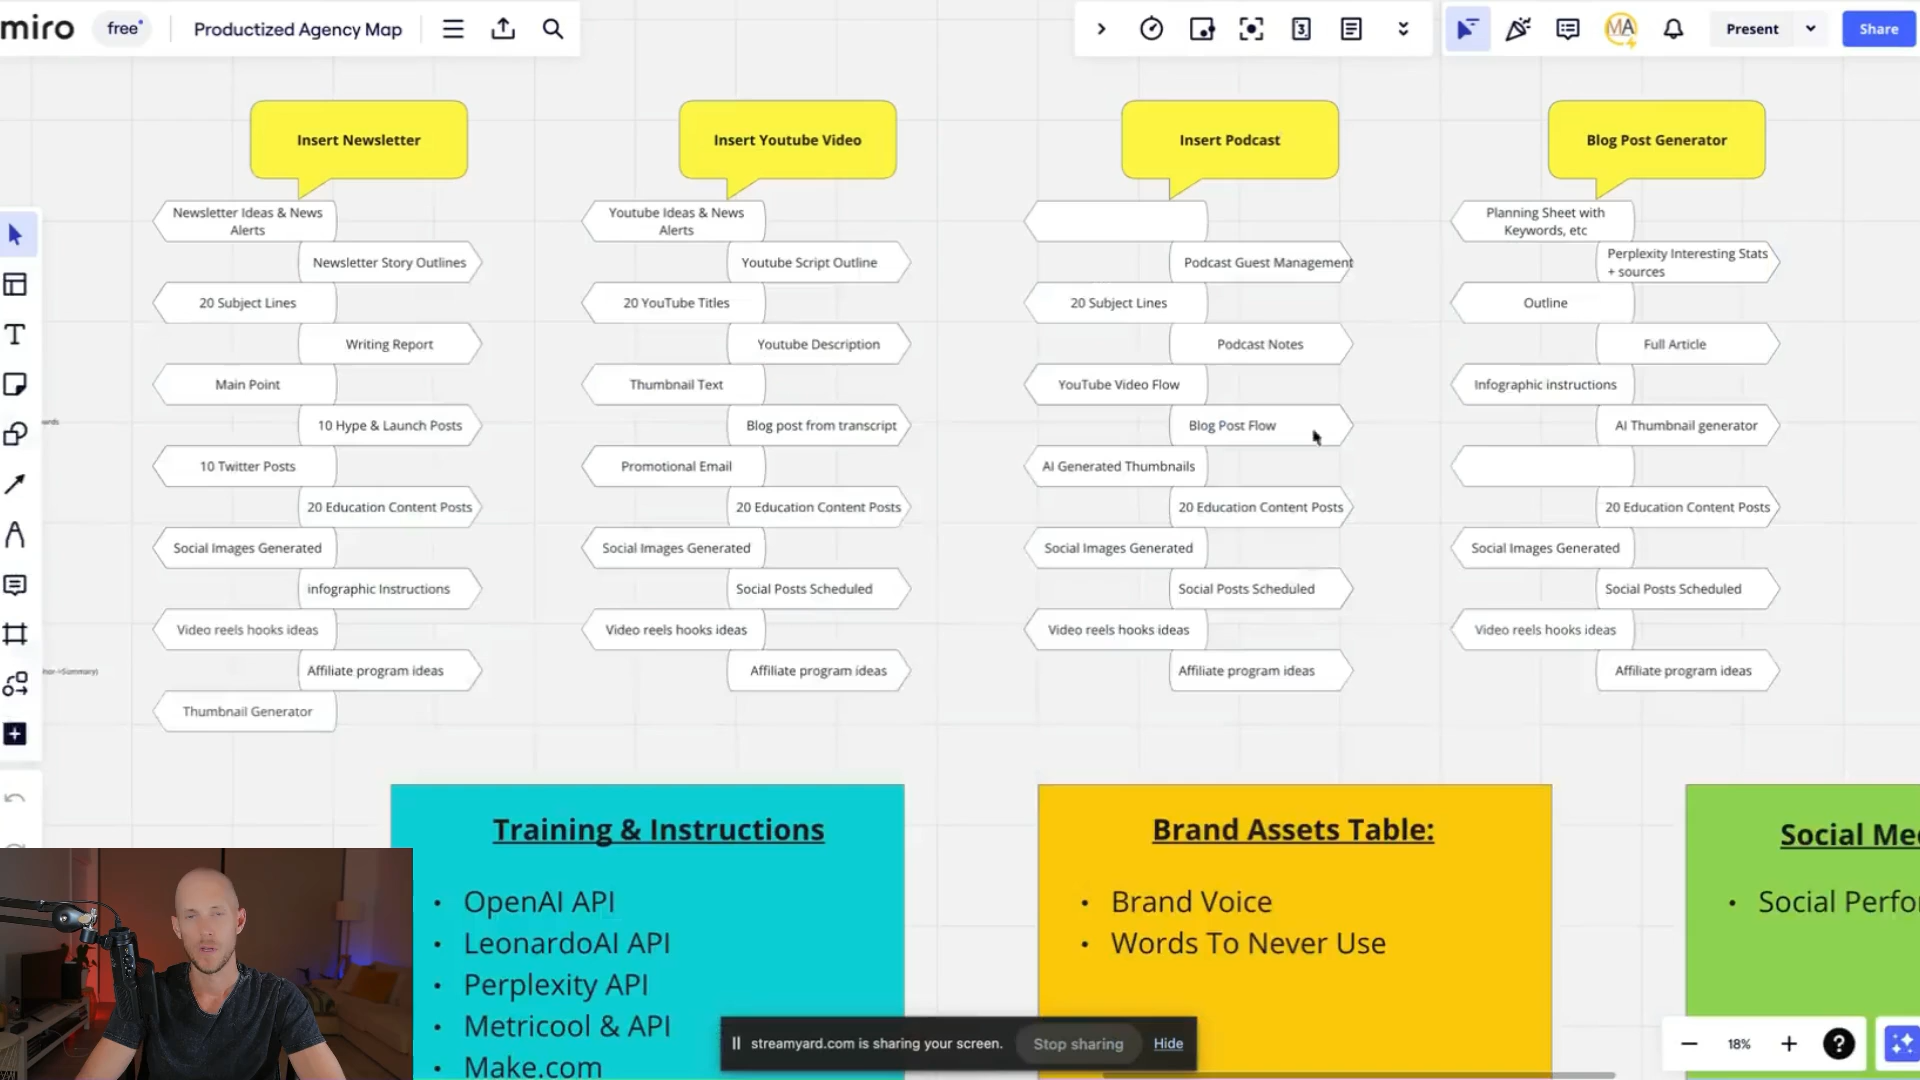 miro
free
Productized Agency Map
Present
Share
Insert Newsletter
Newsletter Ideas & News
Alerts
Newsletter Story Outlines
20 Subject Lines
Writing Report
Main Point
10 Hype & Launch Posts
10 Twitter Posts
20 Education Content Posts
Social Images Generated
infographic Instructions
Video reels hooks ideas
Affiliate program ideas
Thumbnail Generator
Insert Youtube Video
Youtube Ideas & News
Alerts
Youtube Script Outline
20 YouTube Titles
Youtube Description
Thumbnail Text
Blog post from transcript
Promotional Email
20 Education Content Posts
Social Images Generated
Social Posts Scheduled
Video reels hooks ideas
Affiliate program ideas
Insert Podcast
Podcast Guest Management
20 Subject Lines
Podcast Notes
YouTube Video Flow
Blog Post Flow
AI Generated Thumbnails
20 Education Content Posts
Social Images Generated
Social Posts Scheduled
Video reels hooks ideas
Affiliate program ideas
Blog Post Generator
Planning Sheet with
Keywords, etc
Perplexity Interesting Stats
+ sources
Outline
Full Article
Infographic instructions
AI Thumbnail generator
20 Education Content Posts
Social Images Generated
Social Posts Scheduled
Video reels hooks ideas
Affiliate program ideas
Training & Instructions
• OpenAI API
• LeonardoAI API
• Perplexity API
• Metricool & API
Make.com
Brand Assets Table:
• Brand Voice
• Words To Never Use
Social Me
• Social Perfor
streamyard.com is sharing your screen.
Stop sharing
Hide
18%